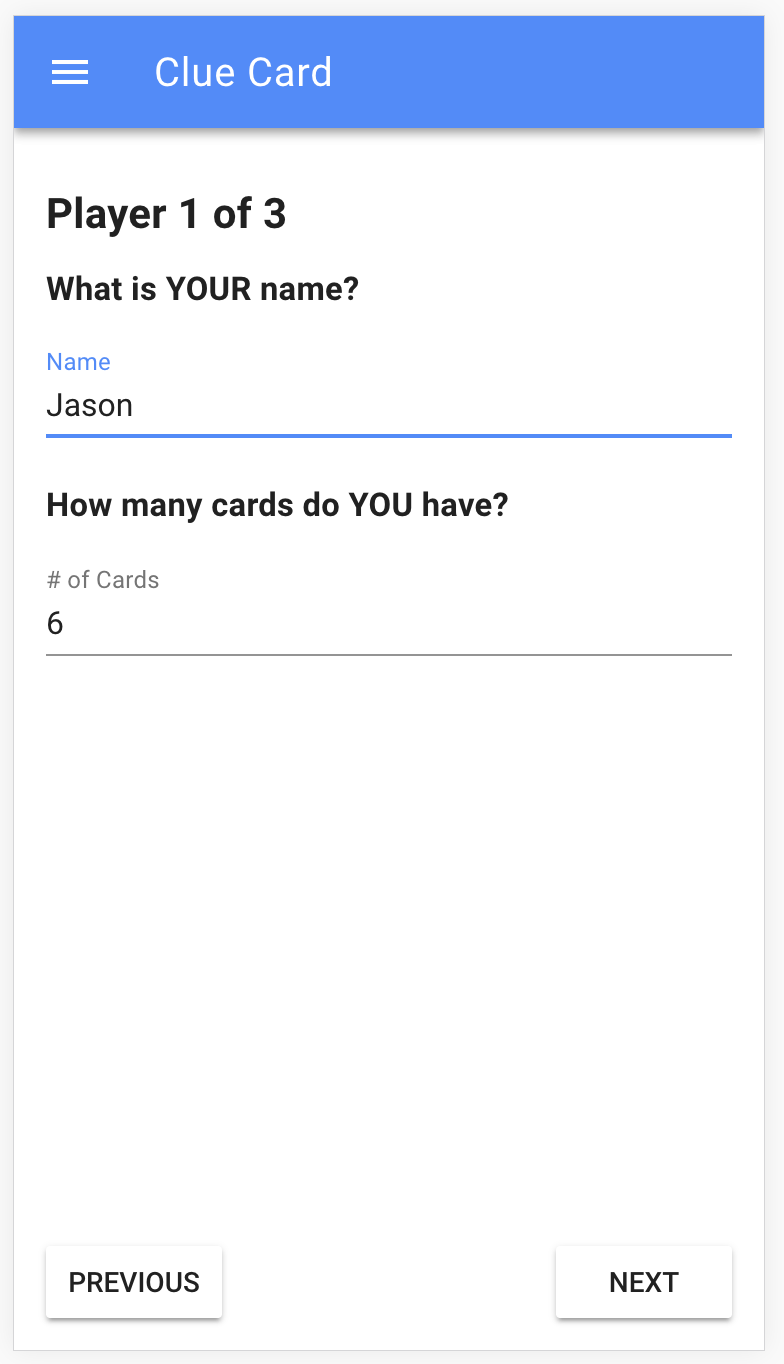 Clue Card
Player 1 of 3
What is YOUR name?
Name
Jason
How many cards do YOU have?
# of Cards
6
PREVIOUS
NEXT